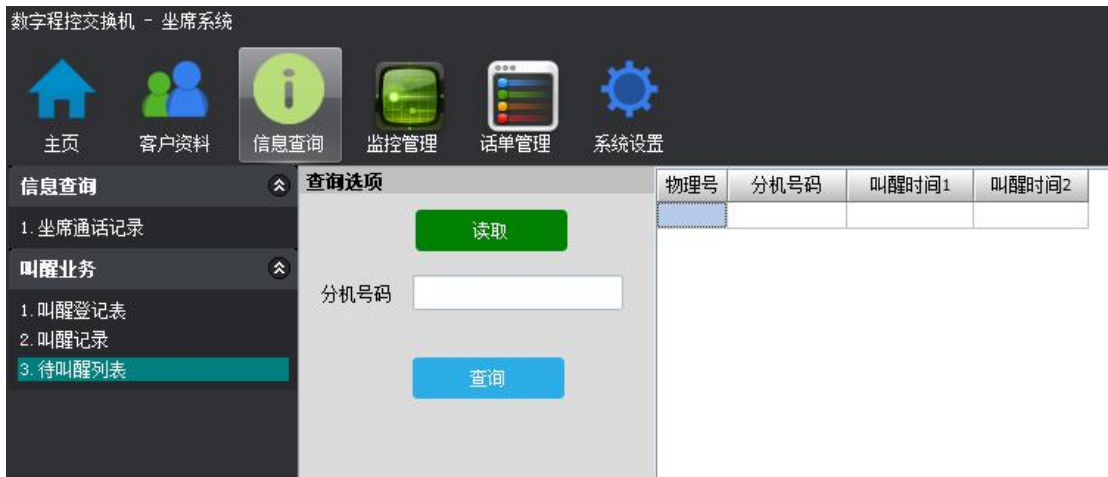 数字程控交换机 - 坐席系统
主页 客户资料 信息查询 监控管理 话单管理 系统设置
信息查询
1.坐席通话记录
叫醒业务
1.叫醒登记表
2.叫醒记录
3.待叫醒列表
查询选项
读取
分机号码
查询
物理号 分机号码 叫醒时间1 叫醒时间2